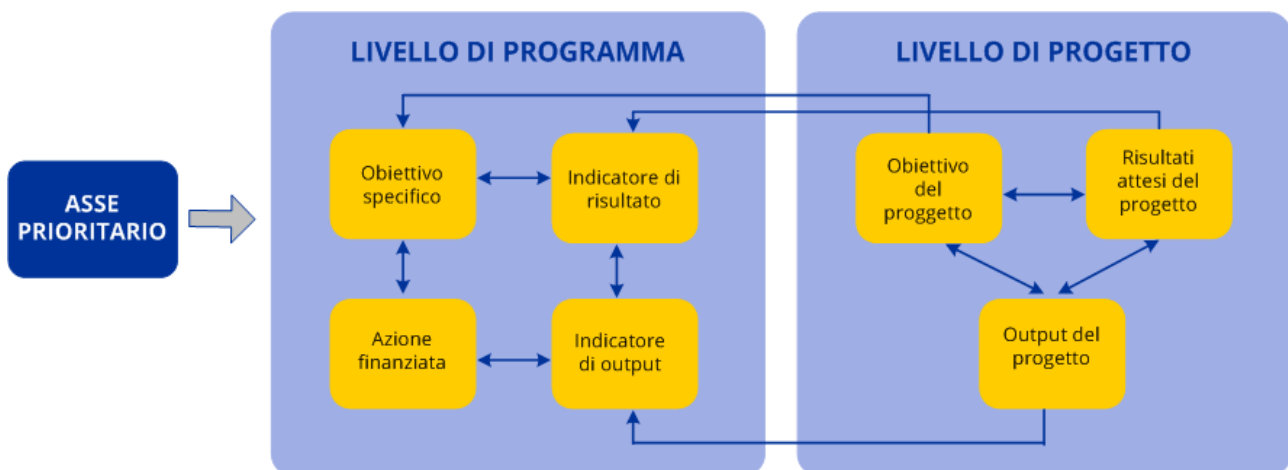 LIVELLO DI PROGRAMMA
LIVELLO DI PROGETTO
ASSE
PRIORITARIO
Obiettivo
specifico
Indicatore di
risultato
Azione
finanziata
Indicatore
di output
Obiettivo
del
proggetto
Risultati
attesi del
progetto
Output del
progetto